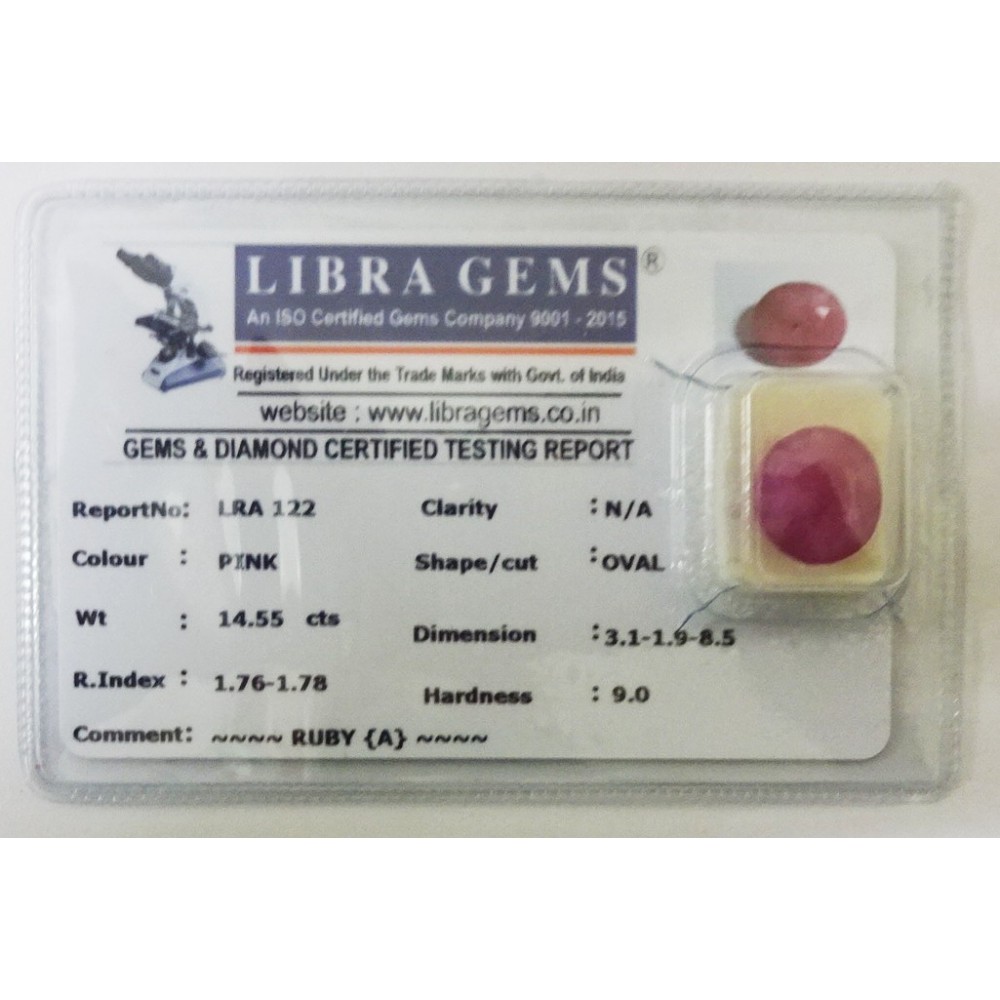 LIBRA GEMS ®
An ISO Certified Gems Company 9001 - 2015
Registered Under the Trade Marks with Govt. of India
website : www.libragems.co.in
GEMS & DIAMOND CERTIFIED TESTING REPORT
ReportNo: LRA 122 Clarity : N/A
Colour : PINK Shape/cut : OVAL
Wt : 14.55 cts Dimension : 3.1-1.9-8.5
R.Index : 1.76-1.78 Hardness : 9.0
Comment: ~~~~ RUBY {A} ~~~~